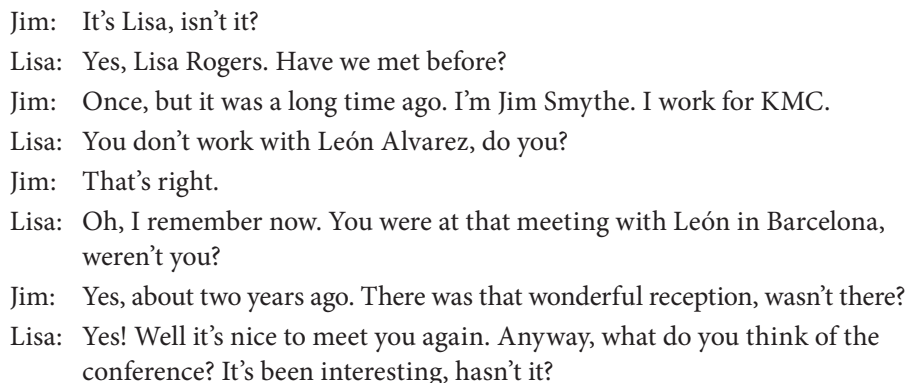 Jim: It’s Lisa, isn’t it?
Lisa: Yes, Lisa Rogers. Have we met before?
Jim: Once, but it was a long time ago. I’m Jim Smythe. I work for KMC.
Lisa: You don’t work with León Alvarez, do you?
Jim: That’s right.
Lisa: Oh, I remember now. You were at that meeting with León in Barcelona,
weren’t you?
Jim: Yes, about two years ago. There was that wonderful reception, wasn’t there?
Lisa: Yes! Well it’s nice to meet you again. Anyway, what do you think of the
conference? It’s been interesting, hasn’t it?